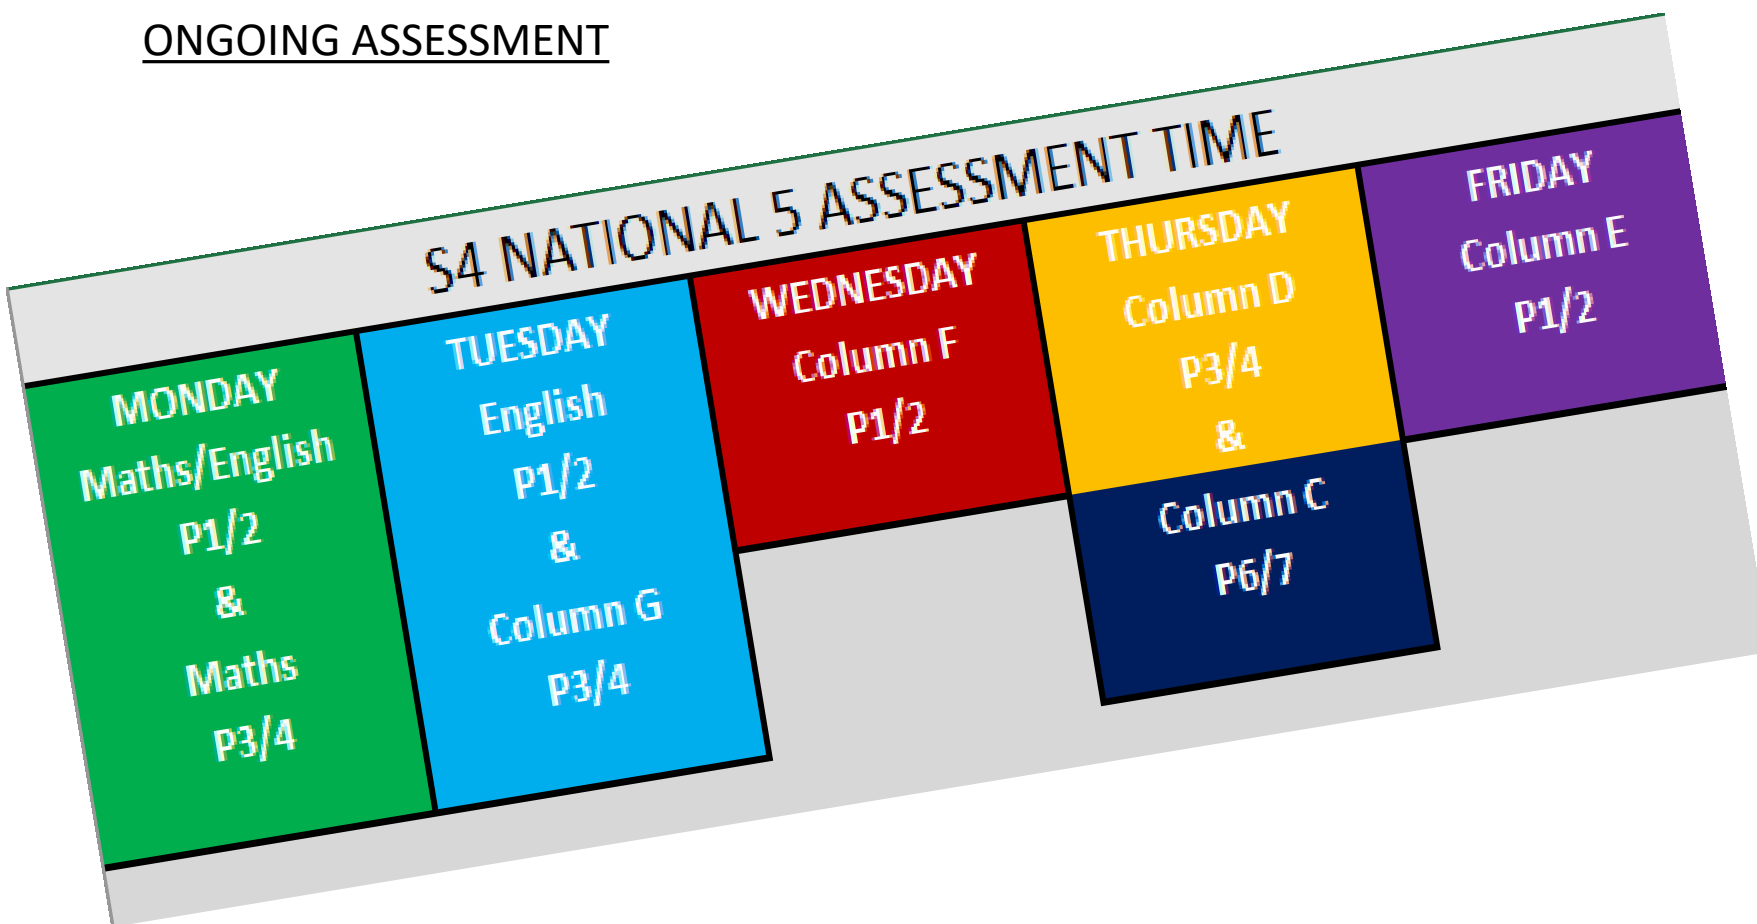 ONGOING ASSESSMENT
S4 NATIONAL 5 ASSESSMENT TIME
MONDAY
Maths/English
P1/2
&
Maths
P3/4
TUESDAY
English
P1/2
&
Column G
P3/4
WEDNESDAY
Column F
P1/2
THURSDAY
Column D
P3/4
&
Column C
P6/7
FRIDAY
Column E
P1/2